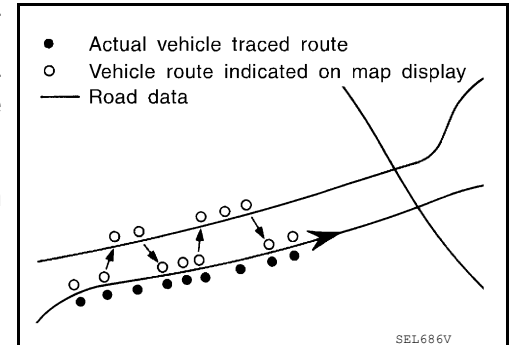 Actual vehicle traced route
Vehicle route indicated on map display
Road data
SEL686V